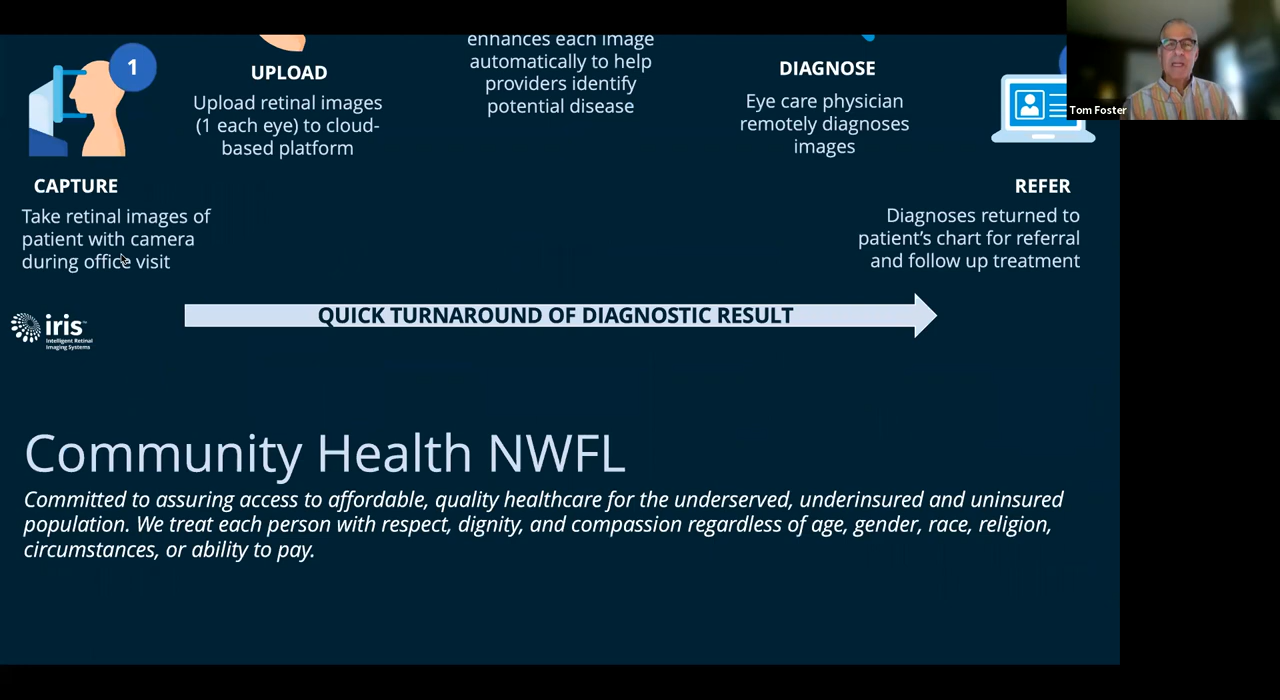 1
enhances each image
automatically to help
providers identify
potential disease
UPLOAD
Upload retinal images
(1 each eye) to cloud-
based platform
DIAGNOSE
Eye care physician
remotely diagnoses
images
Tom Foster
CAPTURE
Take retinal images of
patient with camera
during office visit
REFER
Diagnoses returned to
patient's chart for referral
and follow up treatment
QUICK TURNAROUND OF DIAGNOSTIC RESULT
iris™
Intelligent Retinal
Imaging Systems
Community Health NWFL
Committed to assuring access to affordable, quality healthcare for the underserved, underinsured and uninsured
population. We treat each person with respect, dignity, and compassion regardless of age, gender, race, religion,
circumstances, or ability to pay.